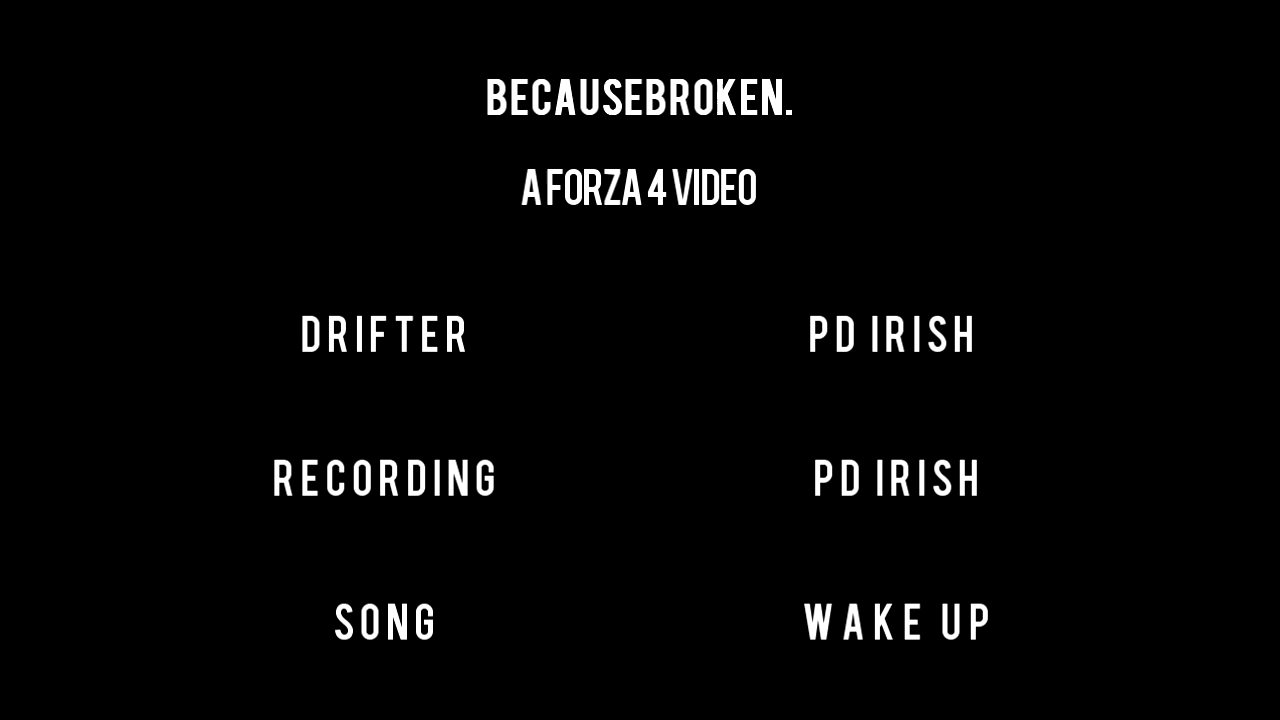 BECAUSEBROKEN.
A FORZA 4 VIDEO
DRIFTER PD IRISH
RECORDING PD IRISH
SONG WAKE UP